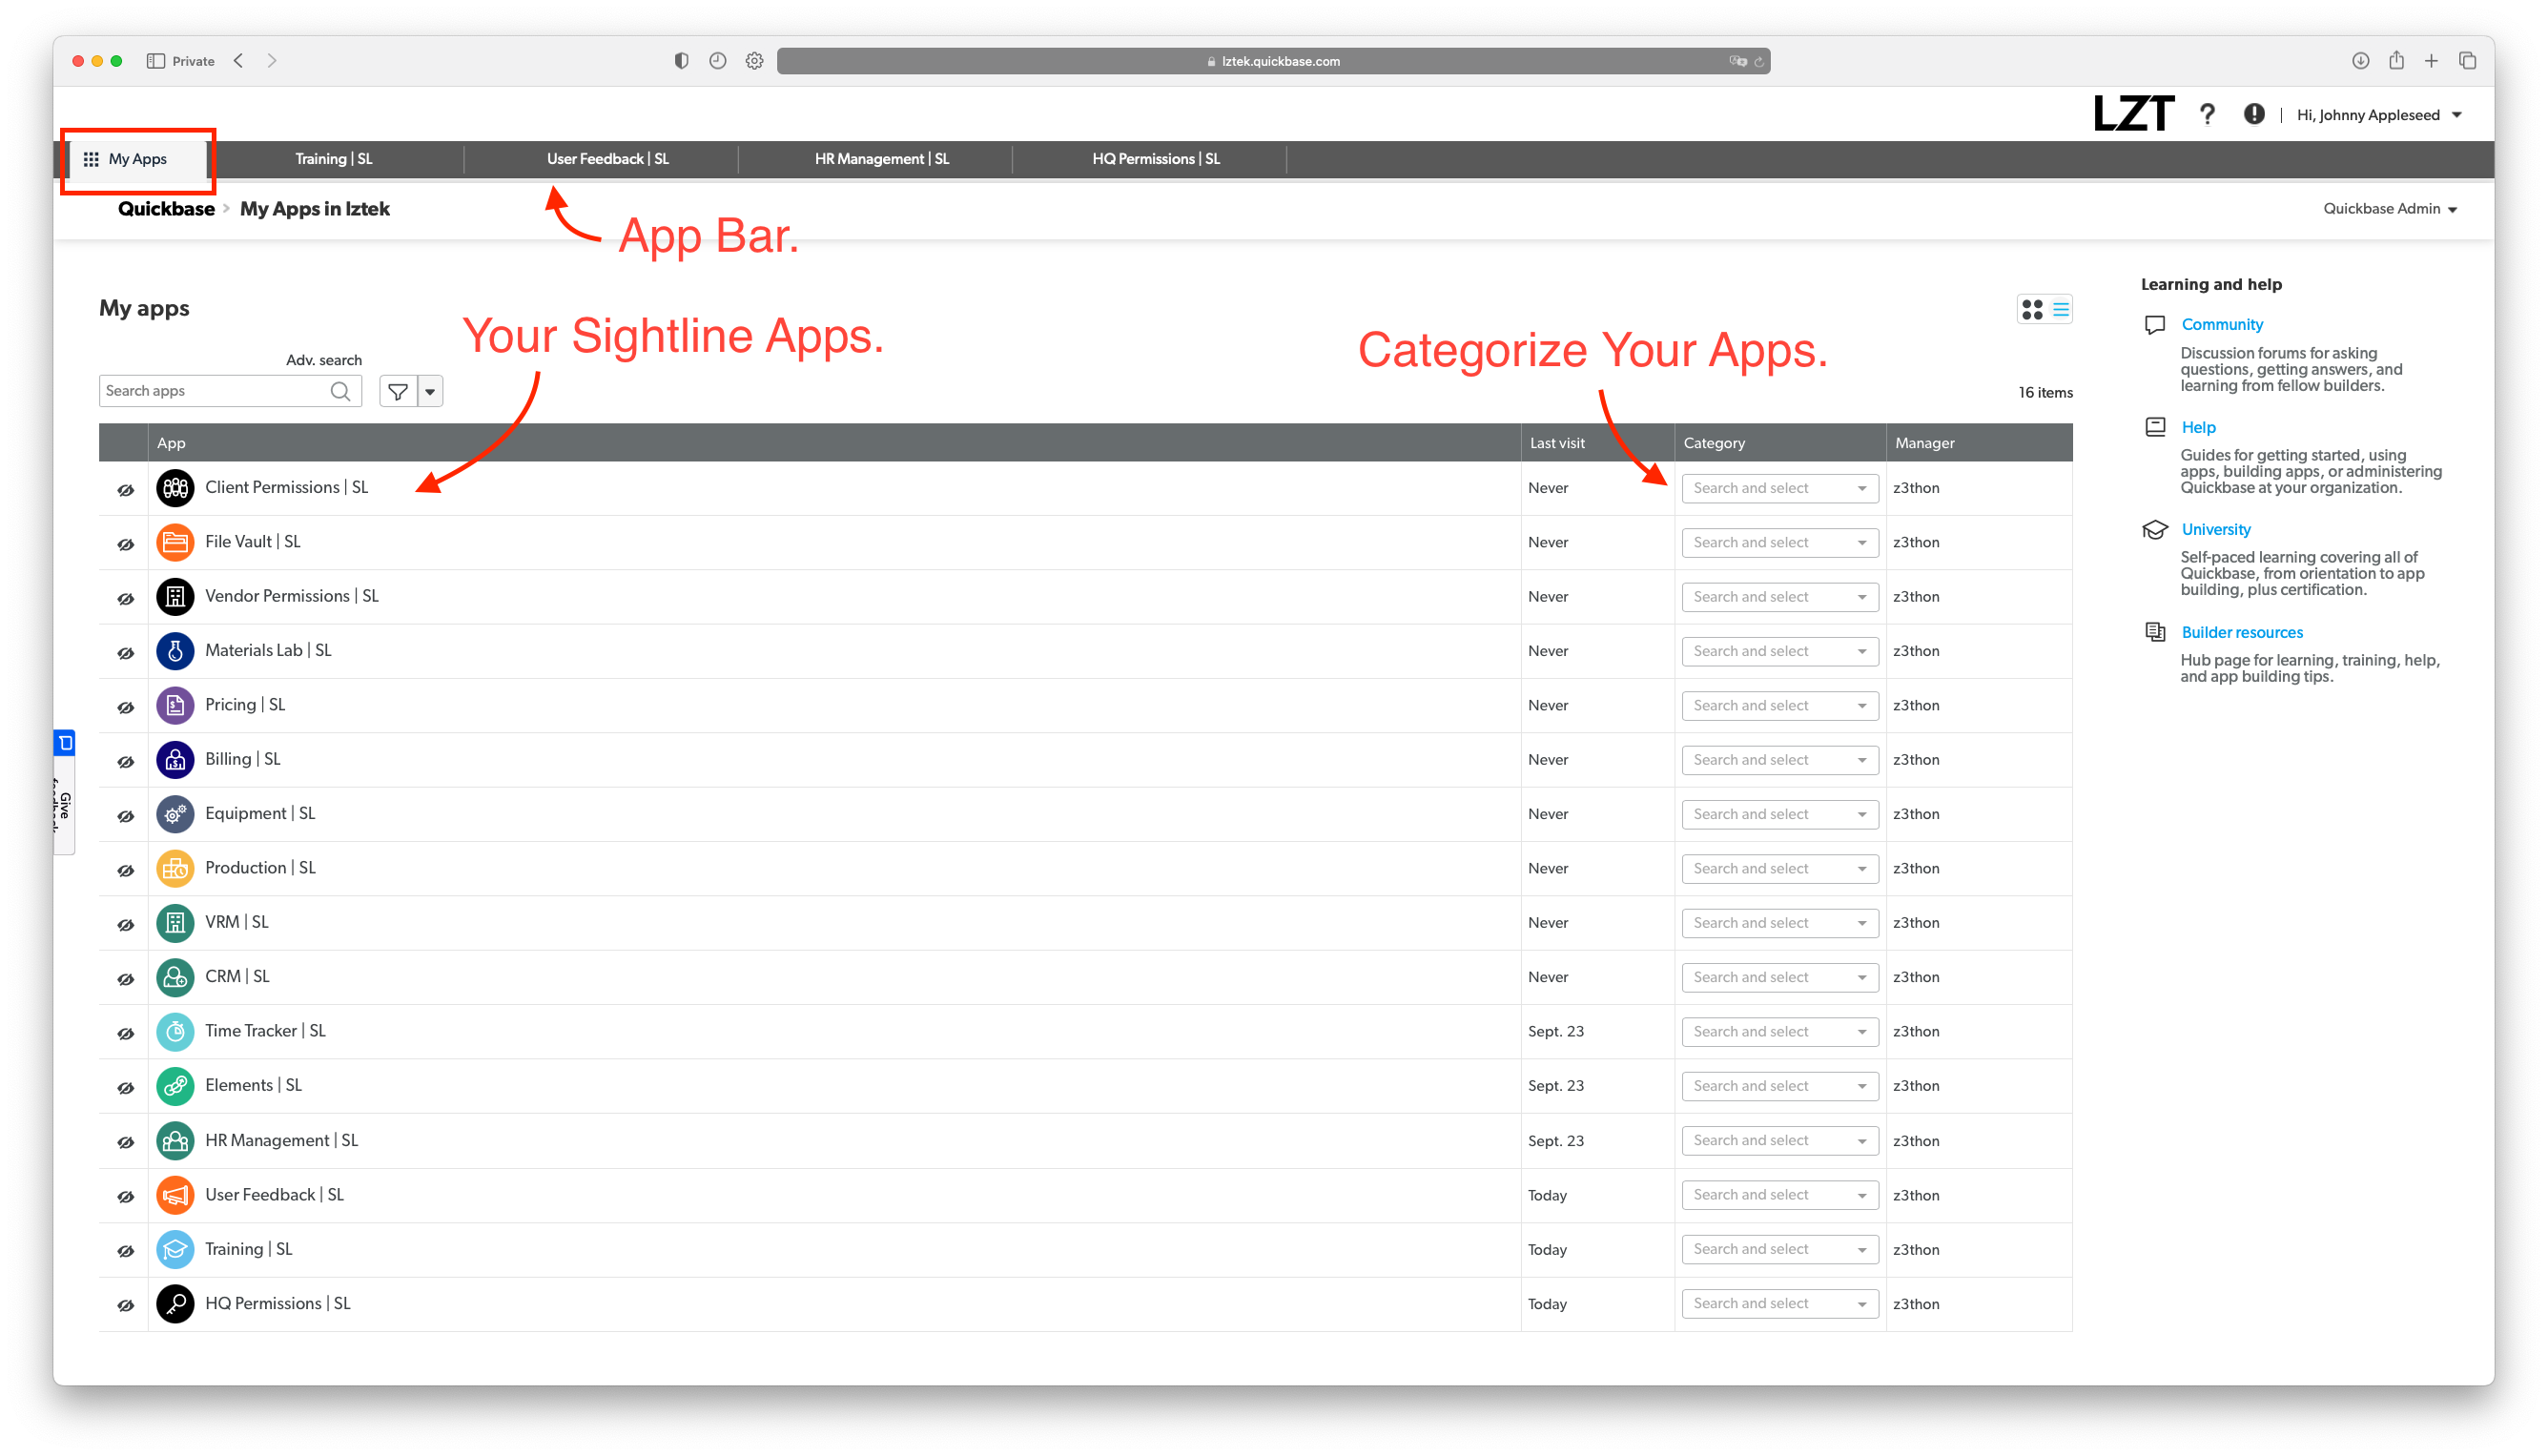 Private
lztek.quickbase.com
LZT ? Hi, Johnny Appleseed
My Apps Training | SL User Feedback | SL HR Management | SL HQ Permissions | SL
Quickbase > My Apps in lztek Quickbase Admin
App Bar.
My apps
Your Sightline Apps.
Categorize Your Apps.
Adv. search
Search apps
16 items
App Last visit Category Manager
Client Permissions | SL Never Search and select z3thon
File Vault | SL Never Search and select z3thon
Vendor Permissions | SL Never Search and select z3thon
Materials Lab | SL Never Search and select z3thon
Pricing | SL Never Search and select z3thon
Billing | SL Never Search and select z3thon
Equipment | SL Never Search and select z3thon
Production | SL Never Search and select z3thon
VRM | SL Never Search and select z3thon
CRM | SL Never Search and select z3thon
Time Tracker | SL Sept. 23 Search and select z3thon
Elements | SL Sept. 23 Search and select z3thon
HR Management | SL Sept. 23 Search and select z3thon
User Feedback | SL Today Search and select z3thon
Training | SL Today Search and select z3thon
HQ Permissions | SL Today Search and select z3thon
Learning and help
Community
Discussion forums for asking
questions, getting answers, and
learning from fellow builders.
Help
Guides for getting started, using
apps, building apps, or administering
Quickbase at your organization.
University
Self-paced learning covering all of
Quickbase, from orientation to app
building, plus certification.
Builder resources
Hub page for learning, training, help,
and app building tips.
Give